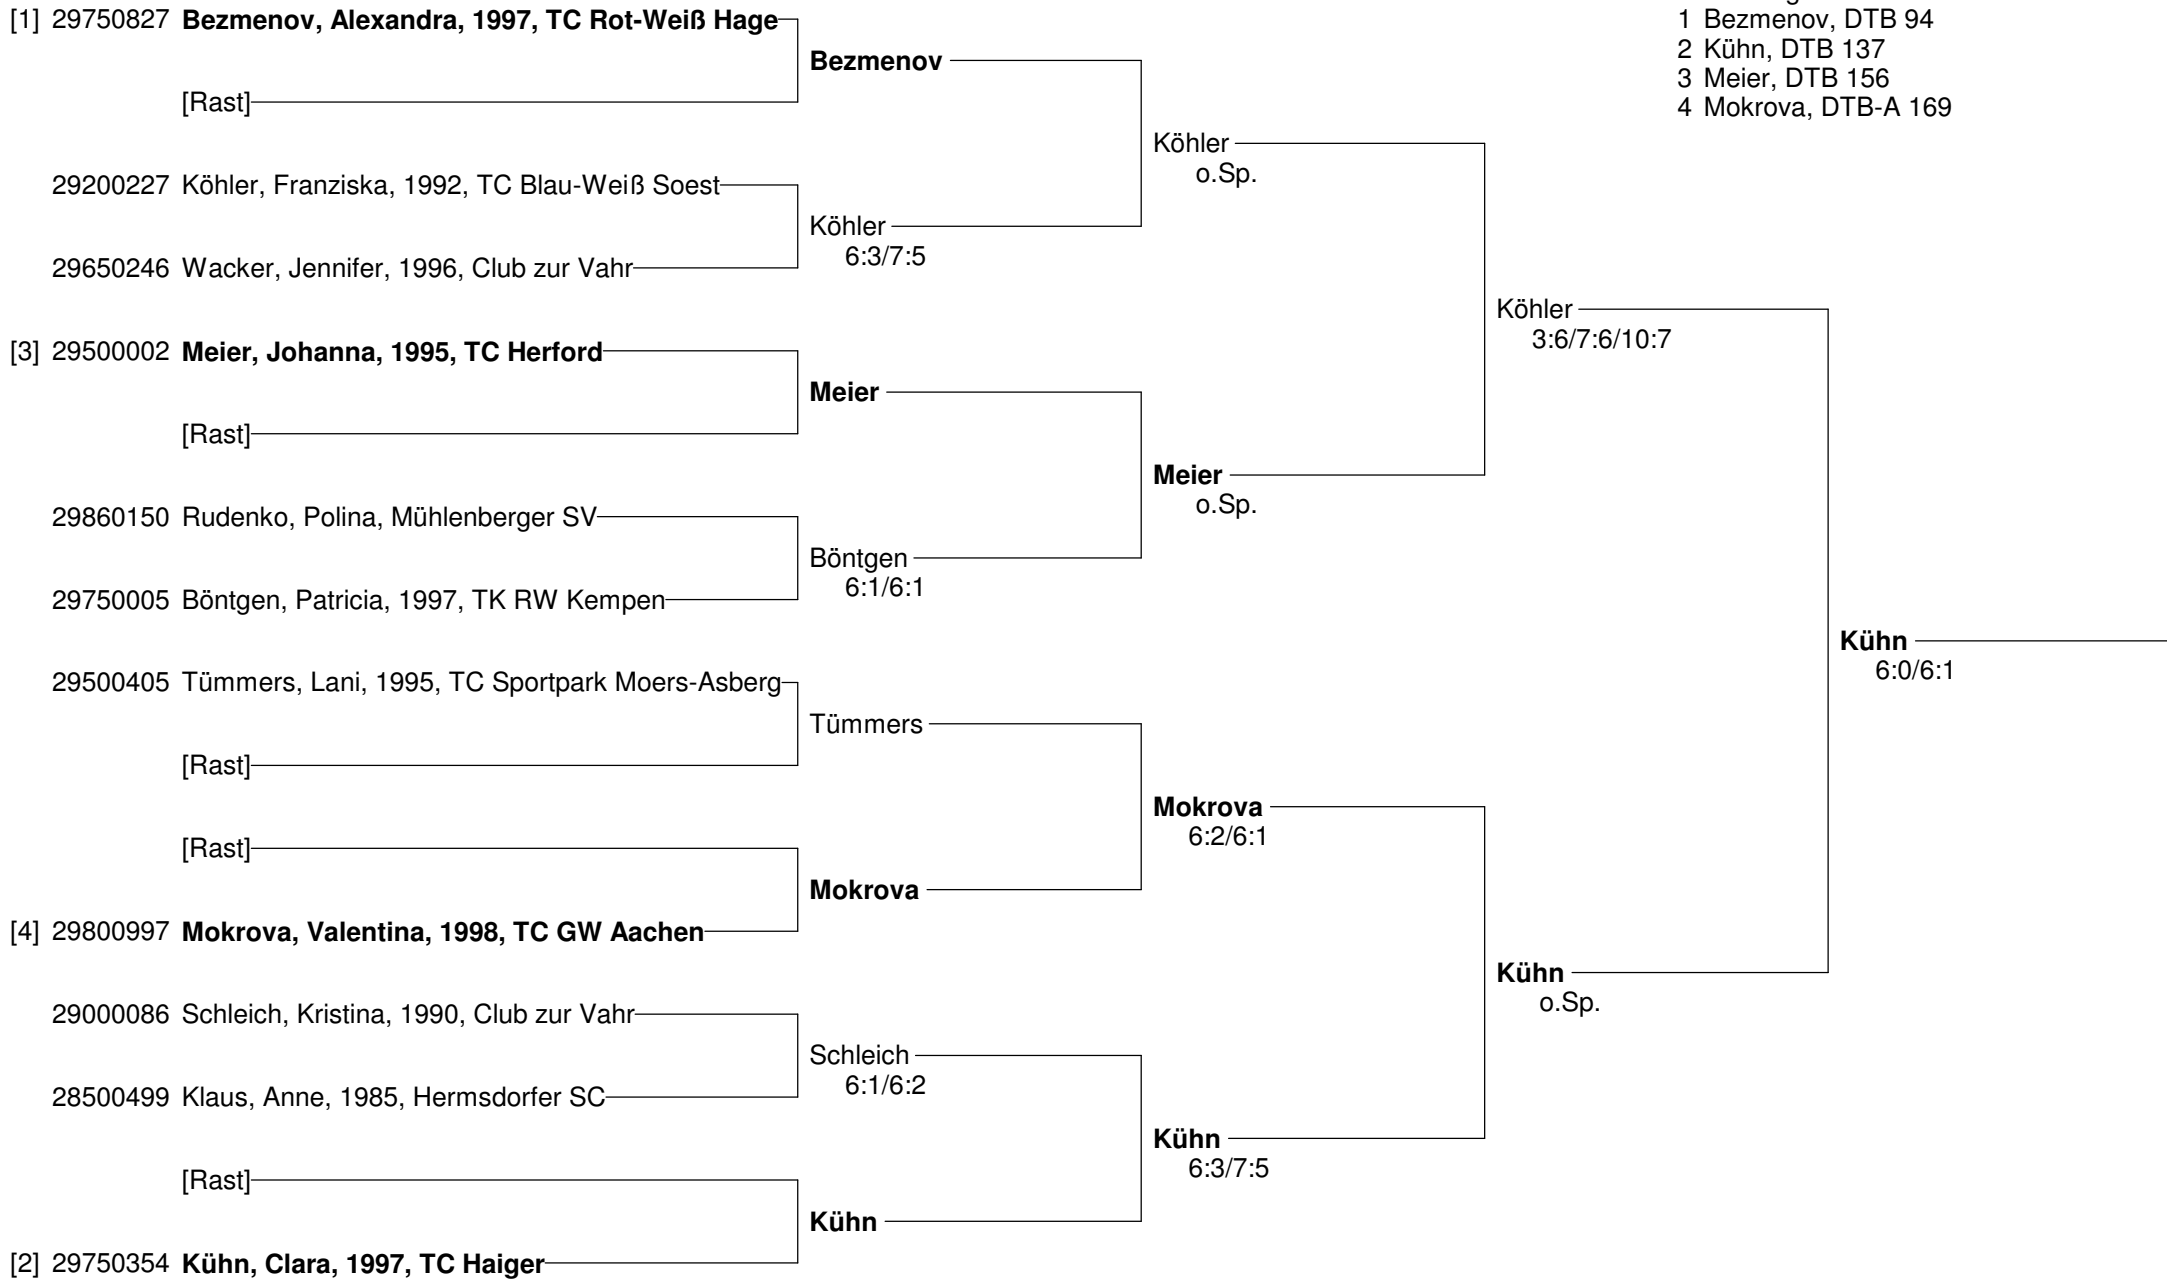 [1] 29750827 Bezmenov, Alexandra, 1997, TC Rot-Weiß Hage
1 Bezmenov, DTB 94
2 Kühn, DTB 137
3 Meier, DTB 156
4 Mokrova, DTB-A 169
Bezmenov
[Rast]
Köhler
o.Sp.
29200227 Köhler, Franziska, 1992, TC Blau-Weiß Soest
Köhler
6:3/7:5
29650246 Wacker, Jennifer, 1996, Club zur Vahr
Köhler
3:6/7:6/10:7
[3] 29500002 Meier, Johanna, 1995, TC Herford
Meier
[Rast]
Meier
o.Sp.
29860150 Rudenko, Polina, Mühlenberger SV
Böntgen
6:1/6:1
29750005 Böntgen, Patricia, 1997, TK RW Kempen
Kühn
6:0/6:1
29500405 Tümmers, Lani, 1995, TC Sportpark Moers-Asberg
Tümmers
[Rast]
Mokrova
6:2/6:1
[Rast]
Mokrova
[4] 29800997 Mokrova, Valentina, 1998, TC GW Aachen
Kühn
o.Sp.
29000086 Schleich, Kristina, 1990, Club zur Vahr
Schleich
6:1/6:2
28500499 Klaus, Anne, 1985, Hermsdorfer SC
Kühn
6:3/7:5
[Rast]
Kühn
[2] 29750354 Kühn, Clara, 1997, TC Haiger